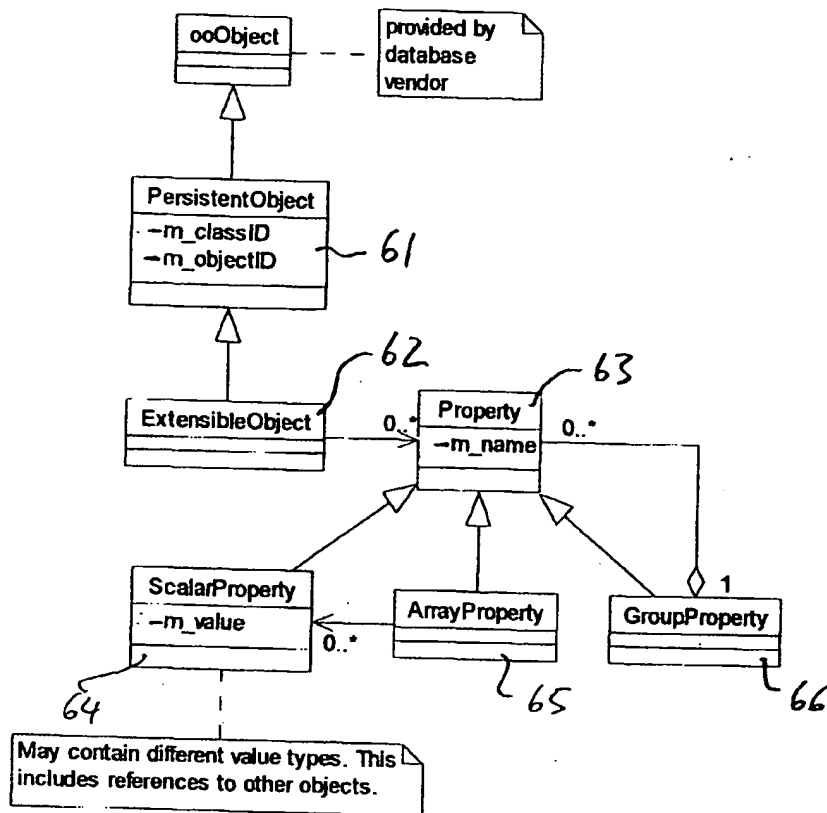 ooObject
provided by
database
vendor
PersistentObject
-m_classID
-m_objectID
61
62
63
ExtensibleObject
0..*
Property
-m_name
0..*
ScalarProperty
-m_value
0..*
ArrayProperty
1
GroupProperty
64
65
66
May contain different value types. This
includes references to other objects.